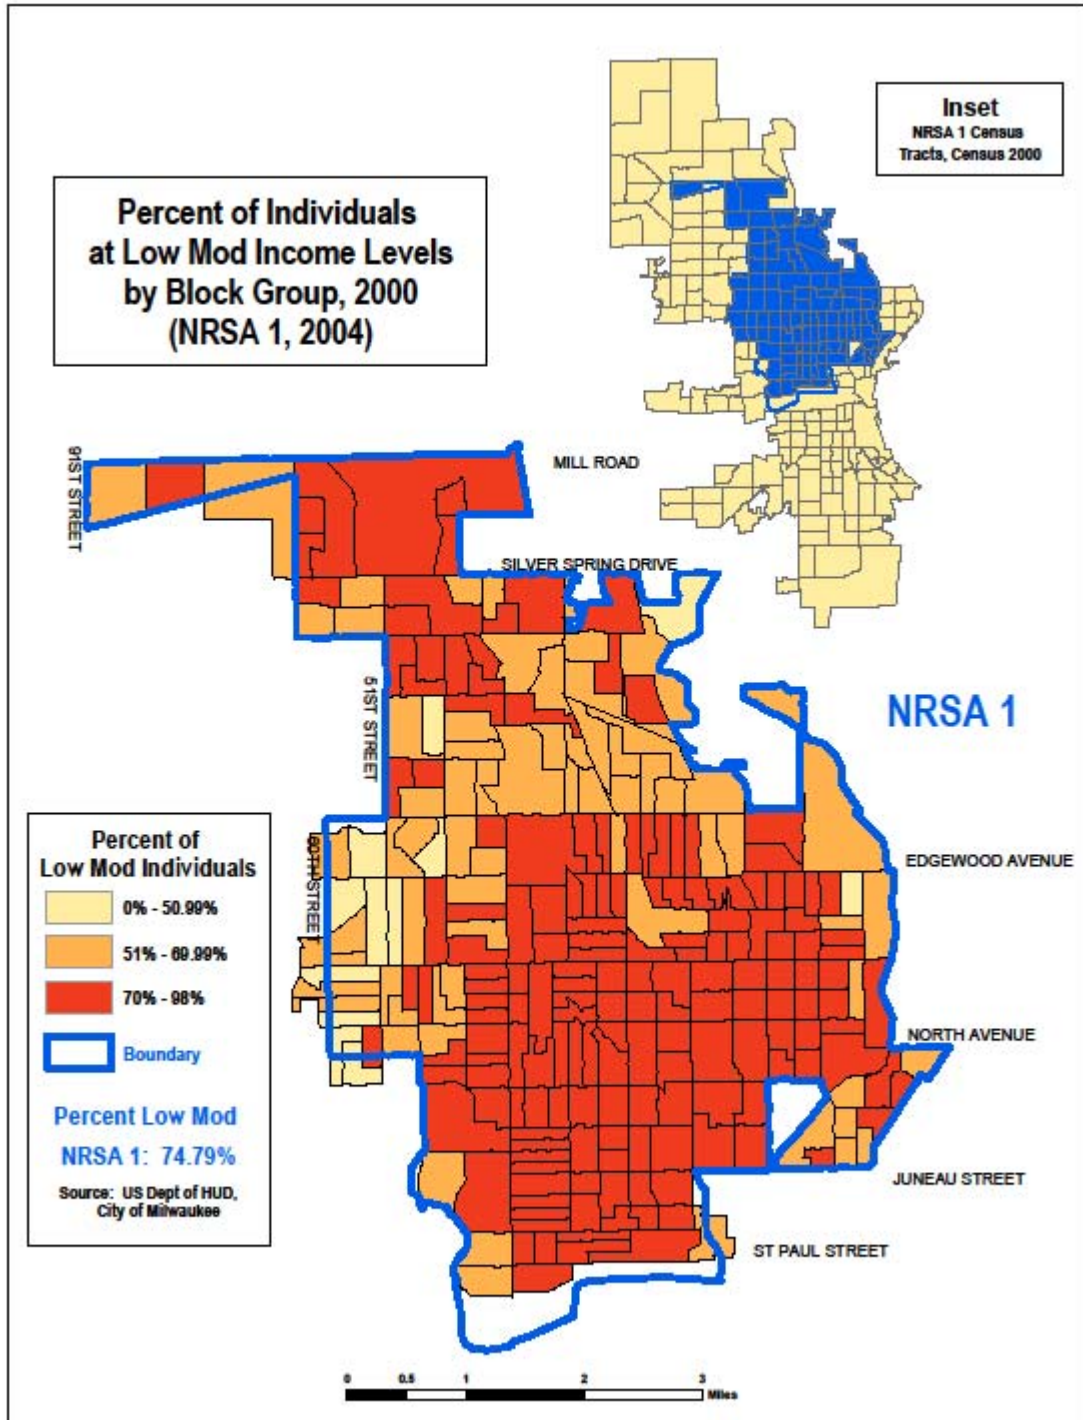 Inset
NRSA 1 Census
Tracts, Census 2000
Percent of Individuals
at Low Mod Income Levels
by Block Group, 2000
(NRSA 1, 2004)
91ST STREET
MILL ROAD
SILVER SPRING DRIVE
51ST STREET
NRSA 1
60TH STREET
EDGEWOOD AVENUE
NORTH AVENUE
JUNEAU STREET
ST PAUL STREET
Percent of
Low Mod Individuals
0% - 50.99%
51% - 69.99%
70% - 98%
Boundary
Percent Low Mod
NRSA 1: 74.79%
Source: US Dept of HUD,
City of Milwaukee
0 0.5 1 2 3
Miles